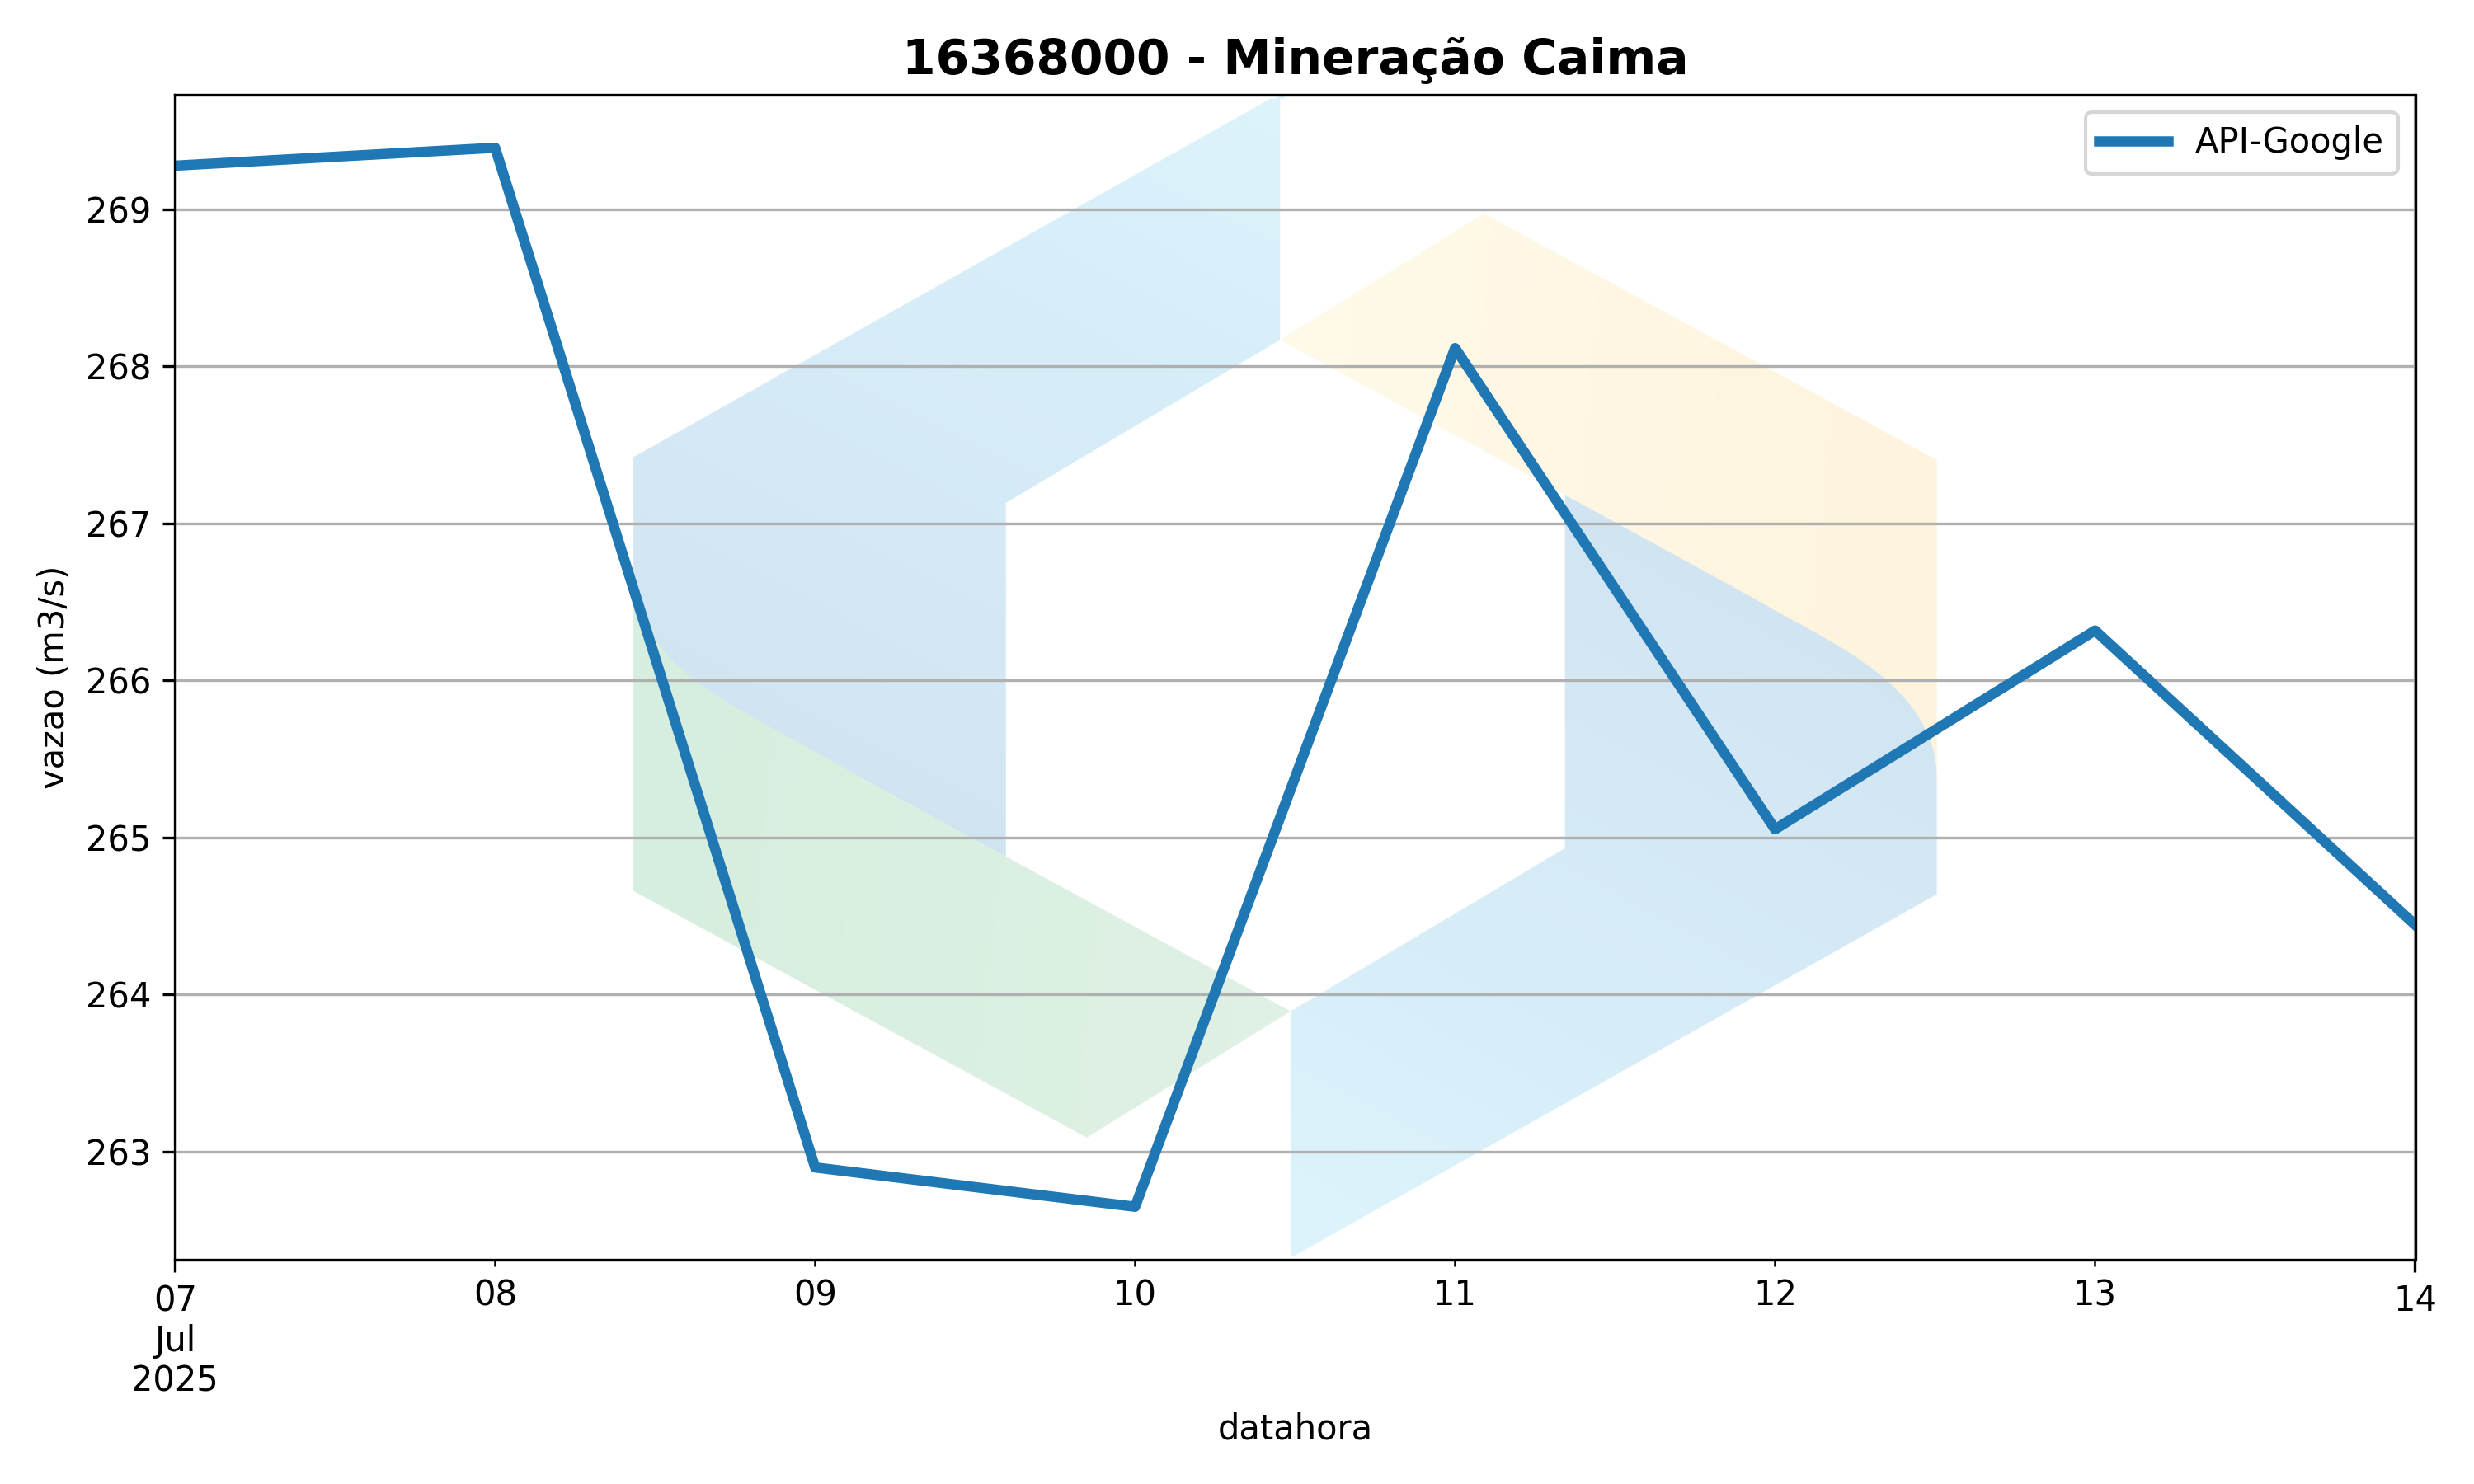 16368000 - Mineração Caima
API-Google
269
268
267
266
265
264
263
vazao (m3/s)
07 08 09 10 11 12 13 14
Jul
2025
datahora